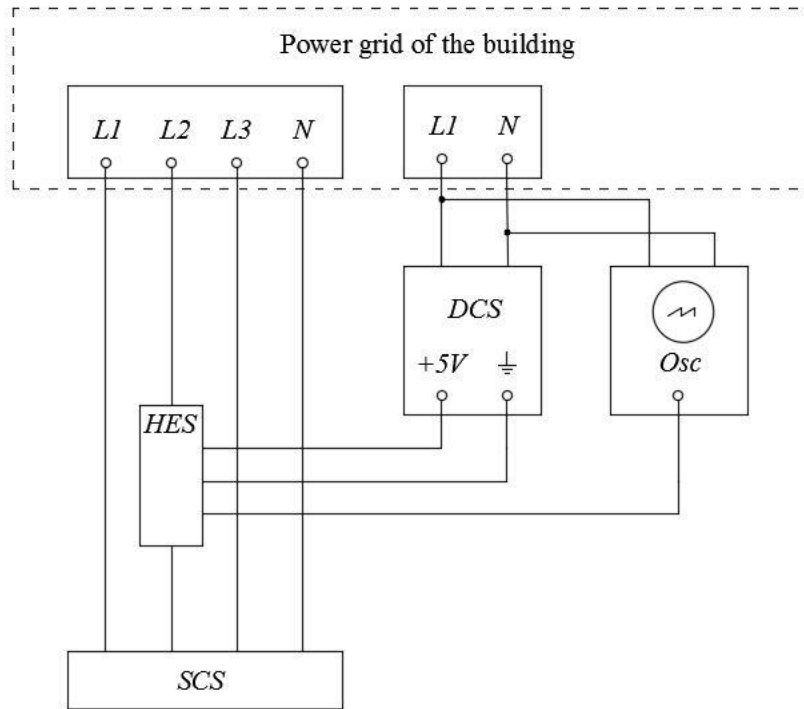 Power grid of the building
L1 L2 L3 N
L1 N
DCS
+5V
Osc
HES
SCS